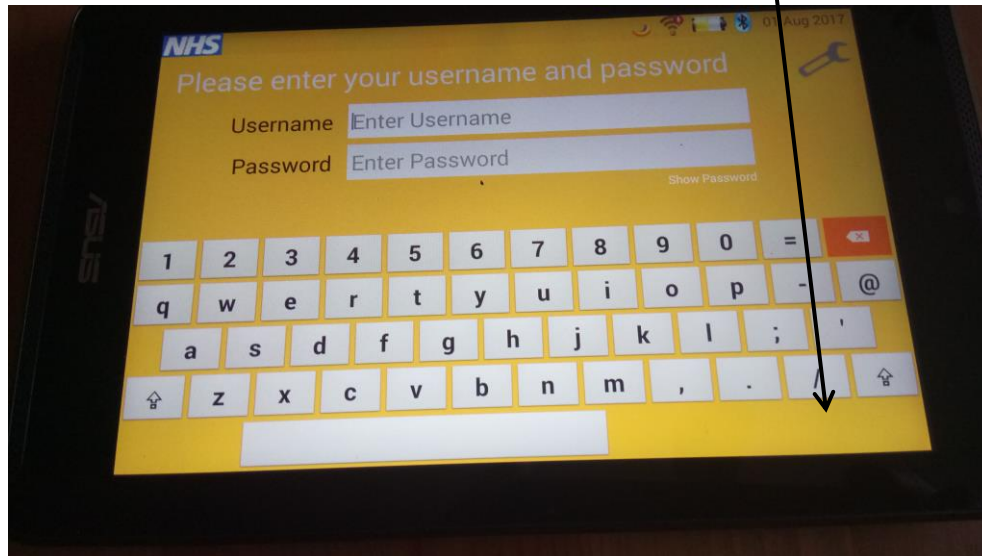 NHS
01 Aug 2017
Please enter your username and password
Username Enter Username
Password Enter Password
Show Password
ASUS
1 2 3 4 5 6 7 8 9 0 =
q w e r t y u i o p - @
a s d f g h j k l ; '
z x c v b n m , . /